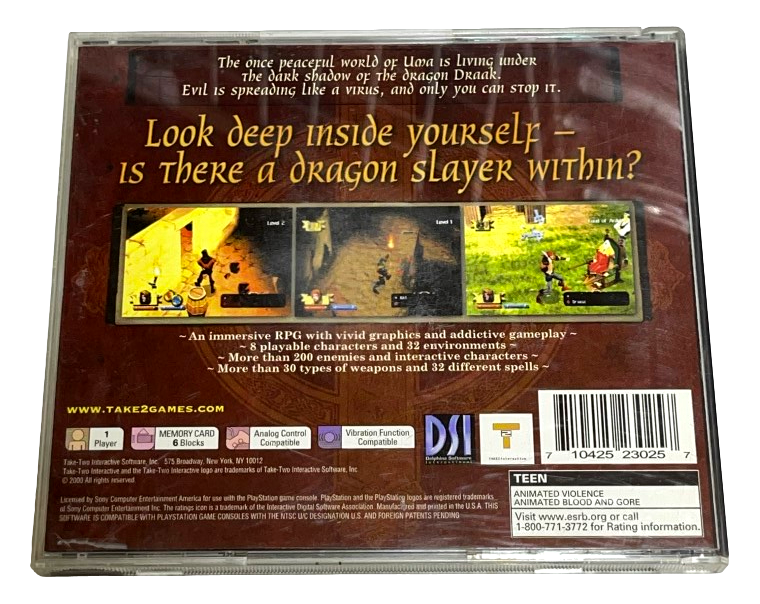 The once peaceful world of Uma is living under
the dark shadow of the dragon Draak.
Evil is spreading like a virus, and only you can stop it.
Look deep inside yourself –
is there a dragon slayer within?
Level 2
Level 1
~ An immersive RPG with vivid graphics and addictive gameplay ~
~ 8 playable characters and 32 environments ~
~ More than 200 enemies and interactive characters ~
~ More than 30 types of weapons and 32 different spells ~
WWW.TAKE2GAMES.COM
1 Player
MEMORY CARD 6 Blocks
Analog Control Compatible
Vibration Function Compatible
DSI
Delphine Software
International
T2
7 10425 23025 7
Take-Two Interactive Software, Inc. 575 Broadway, New York, NY 10012
Take-Two Interactive and the Take-Two Interactive logo are trademarks of Take-Two Interactive Software, Inc.
© 2000 All rights reserved.
Licensed by Sony Computer Entertainment America for use with the PlayStation game console. PlayStation and the PlayStation logos are registered trademarks
of Sony Computer Entertainment Inc. The ratings icon is a trademark of the Interactive Digital Software Association. Manufactured and printed in the U.S.A. THIS
SOFTWARE IS COMPATIBLE WITH PLAYSTATION GAME CONSOLES WITH THE NTSC U/C DESIGNATION U.S. AND FOREIGN PATENTS PENDING
TEEN
ANIMATED VIOLENCE
ANIMATED BLOOD AND GORE
Visit www.esrb.org or call
1-800-771-3772 for Rating information.